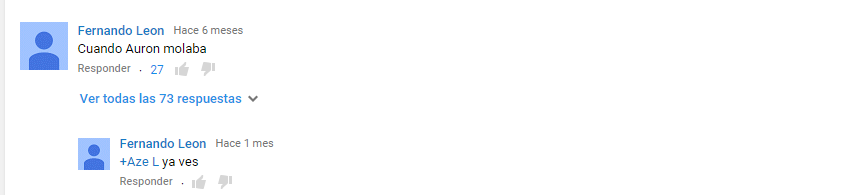 Fernando Leon Hace 6 meses
Cuando Auron molaba
Responder · 27
Ver todas las 73 respuestas
Fernando Leon Hace 1 mes
+Aze L ya ves
Responder ·